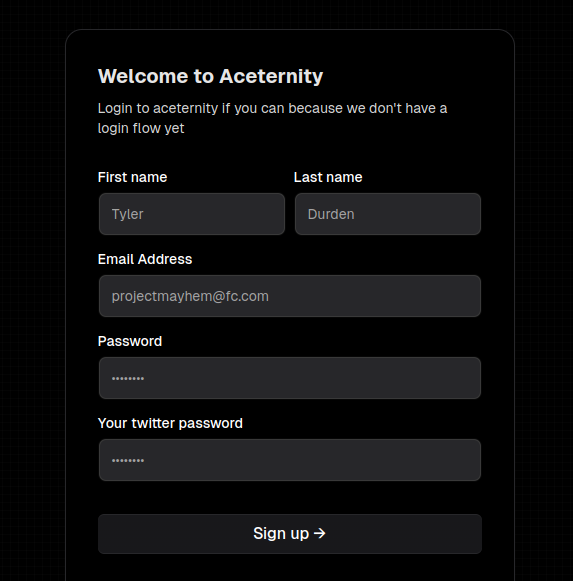 Welcome to Aceternity
Login to aceternity if you can because we don't have a
login flow yet
First name
Last name
Tyler
Durden
Email Address
projectmayhem@fc.com
Password
••••••••
Your twitter password
••••••••
Sign up →